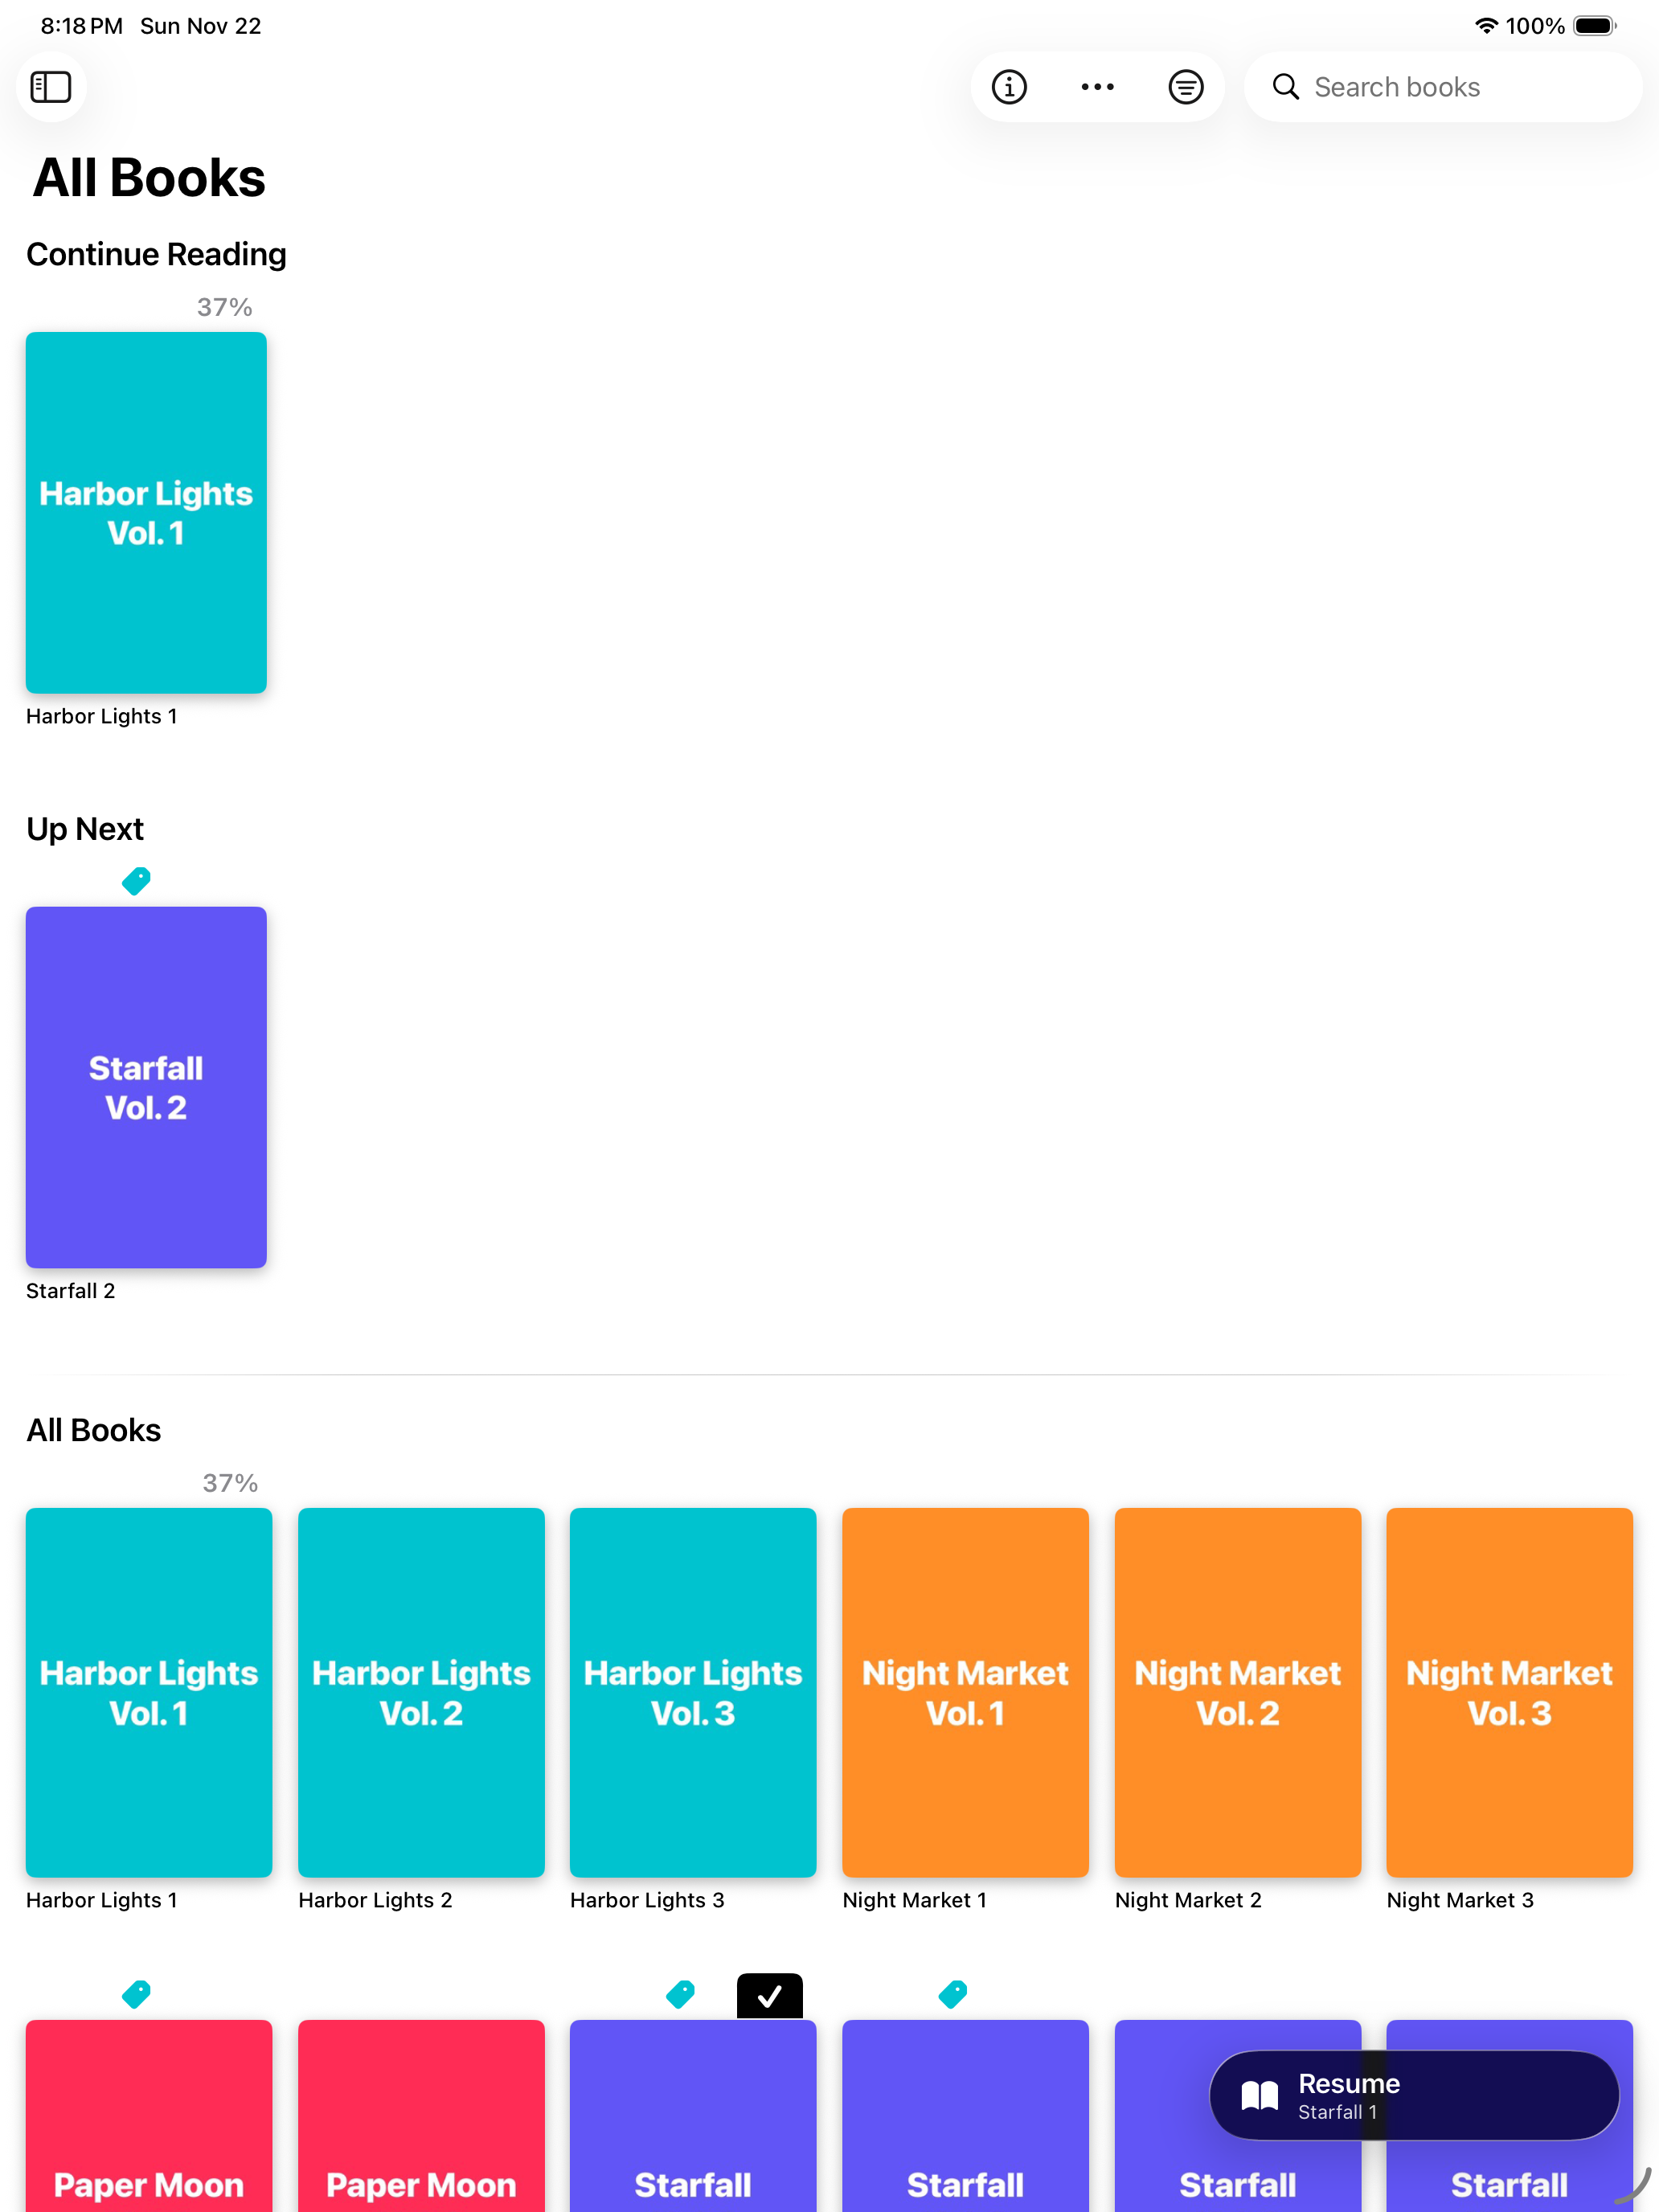 8:18 PM Sun Nov 22
100%
Search books
All Books
Continue Reading
37%
Harbor Lights
Vol. 1
Harbor Lights 1
Up Next
Starfall
Vol. 2
Starfall 2
All Books
37%
Harbor Lights
Vol. 1
Harbor Lights
Vol. 2
Harbor Lights
Vol. 3
Night Market
Vol. 1
Night Market
Vol. 2
Night Market
Vol. 3
Harbor Lights 1
Harbor Lights 2
Harbor Lights 3
Night Market 1
Night Market 2
Night Market 3
Resume
Starfall 1
Paper Moon
Paper Moon
Starfall
Starfall
Starfall
Starfall